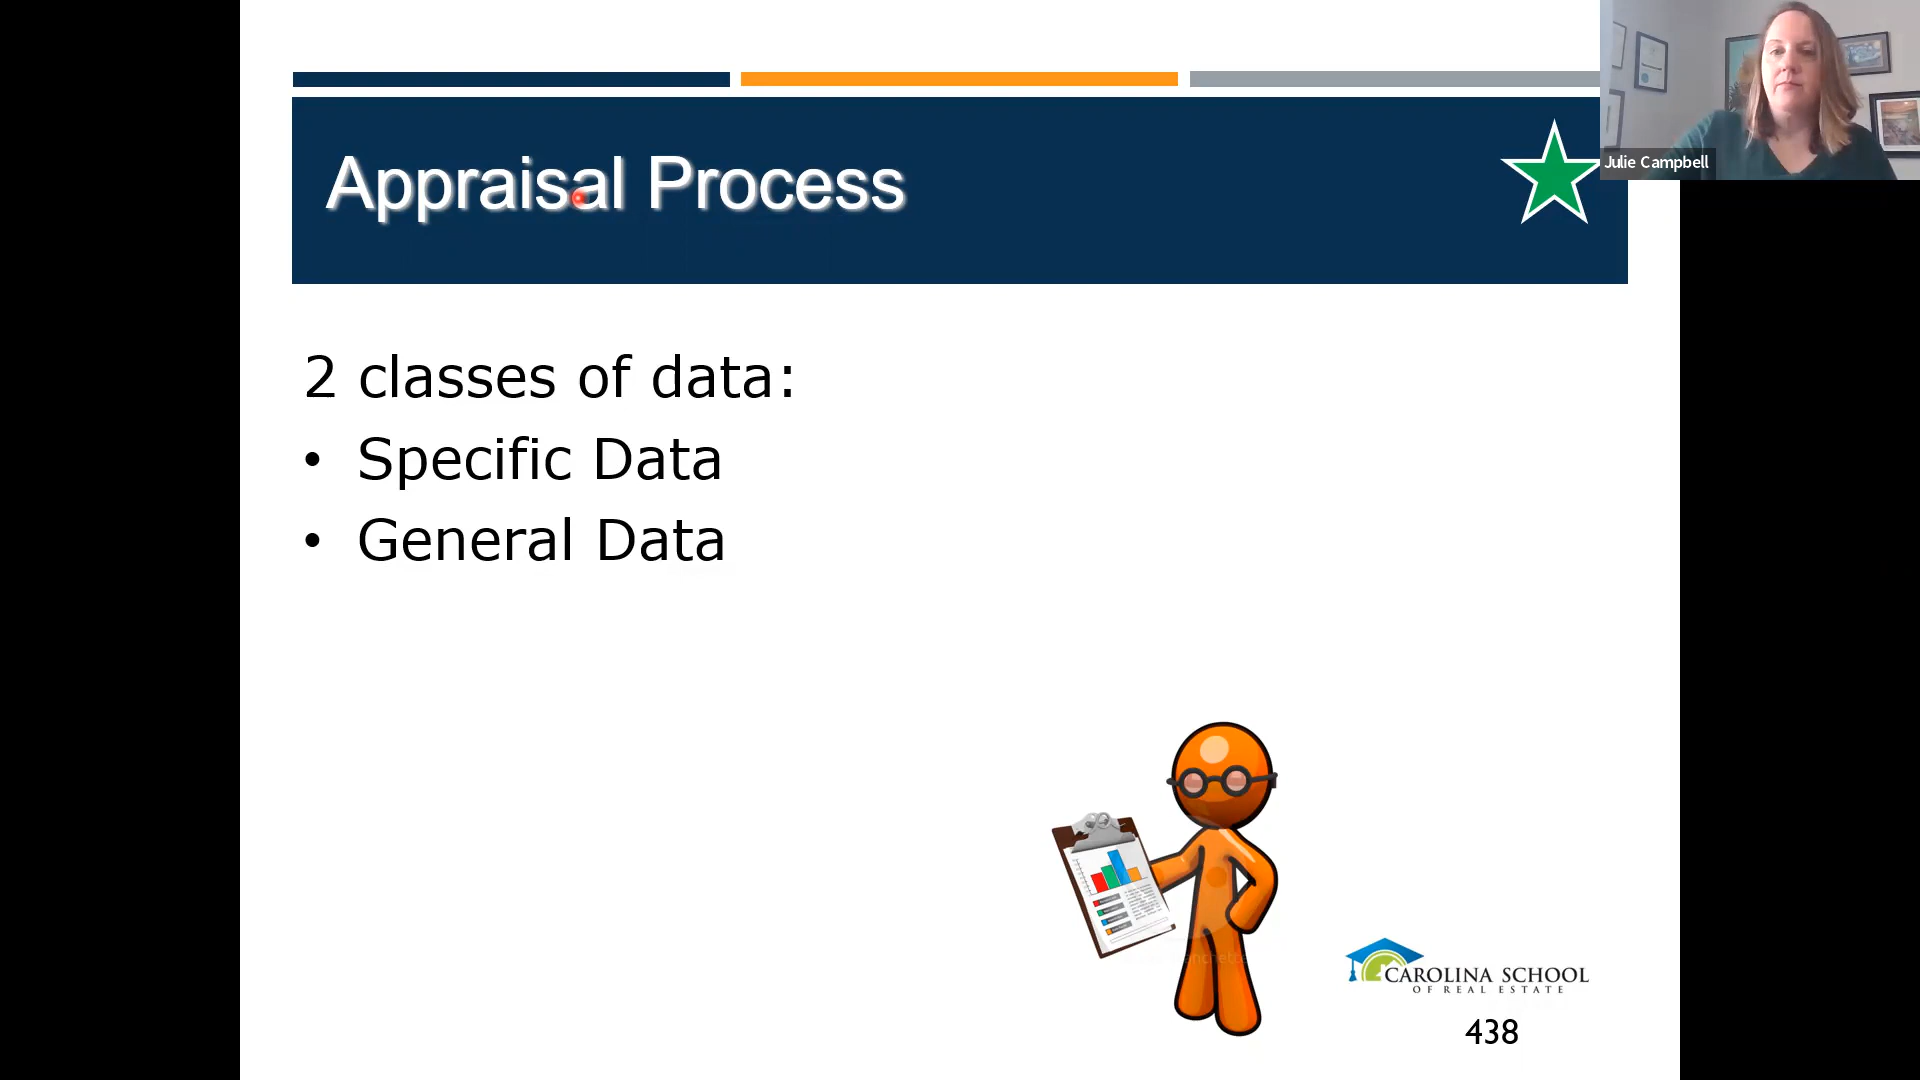 Appraisal Process
Julie Campbell
2 classes of data:
• Specific Data
• General Data
CAROLINA SCHOOL
OF REAL ESTATE
438